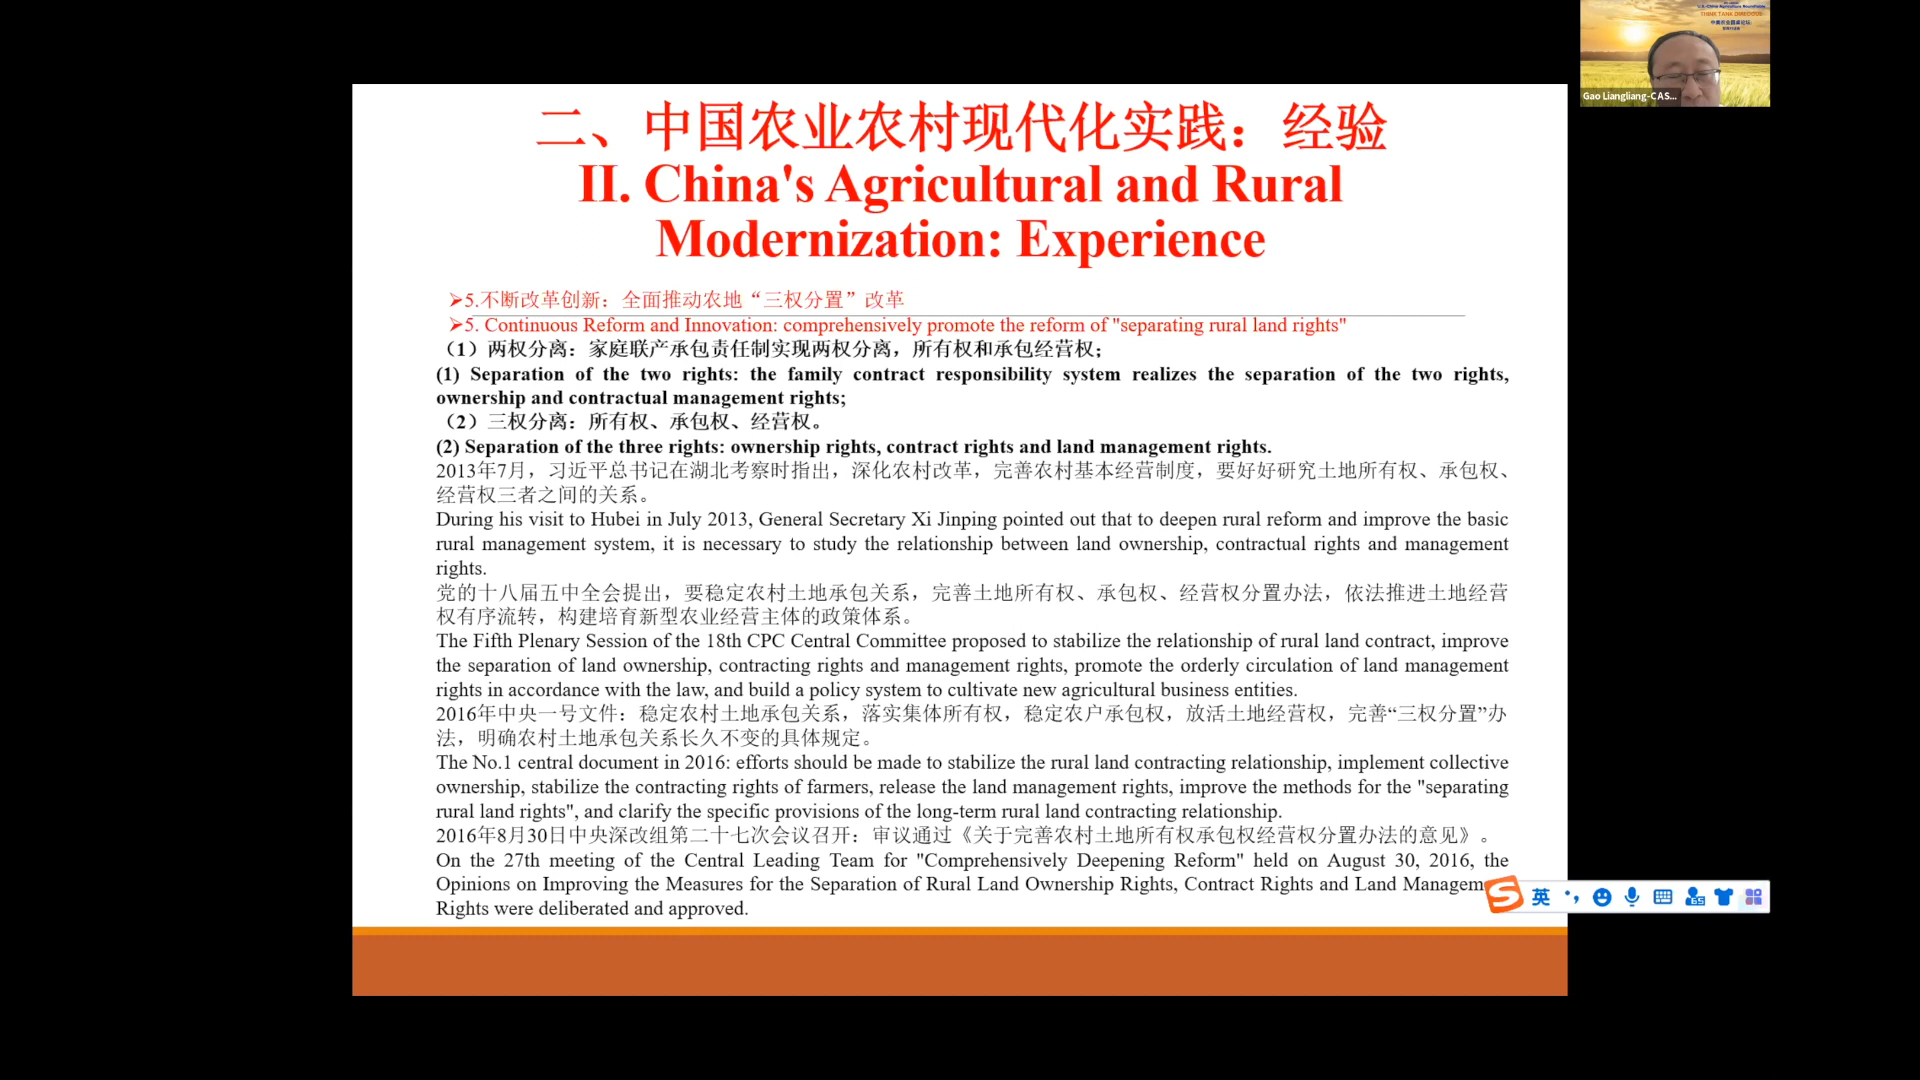 二、中国农业农村现代化实践：经验
II. China's Agricultural and Rural
Modernization: Experience
➢5.不断改革创新：全面推动农地“三权分置”改革
➢5. Continuous Reform and Innovation: comprehensively promote the reform of "separating rural land rights"
（1）两权分离：家庭联产承包责任制实现两权分离，所有权和承包经营权；
(1) Separation of the two rights: the family contract responsibility system realizes the separation of the two rights,
ownership and contractual management rights;
（2）三权分离：所有权、承包权、经营权。
(2) Separation of the three rights: ownership rights, contract rights and land management rights.
2013年7月，习近平总书记在湖北考察时指出，深化农村改革，完善农村基本经营制度，要好好研究土地所有权、承包权、
经营权三者之间的关系。
During his visit to Hubei in July 2013, General Secretary Xi Jinping pointed out that to deepen rural reform and improve the basic
rural management system, it is necessary to study the relationship between land ownership, contractual rights and management
rights.
党的十八届五中全会提出，要稳定农村土地承包关系，完善土地所有权、承包权、经营权分置办法，依法推进土地经营
权有序流转，构建培育新型农业经营主体的政策体系。
The Fifth Plenary Session of the 18th CPC Central Committee proposed to stabilize the relationship of rural land contract, improve
the separation of land ownership, contracting rights and management rights, promote the orderly circulation of land management
rights in accordance with the law, and build a policy system to cultivate new agricultural business entities.
2016年中央一号文件：稳定农村土地承包关系，落实集体所有权，稳定农户承包权，放活土地经营权，完善“三权分置”办
法，明确农村土地承包关系长久不变的具体规定。
The No.1 central document in 2016: efforts should be made to stabilize the rural land contracting relationship, implement collective
ownership, stabilize the contracting rights of farmers, release the land management rights, improve the methods for the "separating
rural land rights", and clarify the specific provisions of the long-term rural land contracting relationship.
2016年8月30日中央深改组第二十七次会议召开：审议通过《关于完善农村土地所有权承包权经营权分置办法的意见》。
On the 27th meeting of the Central Leading Team for "Comprehensively Deepening Reform" held on August 30, 2016, the
Opinions on Improving the Measures for the Separation of Rural Land Ownership Rights, Contract Rights and Land Managem
Rights were deliberated and approved.
U.S.-China Agriculture Roundtable
THINK TANK DIALOGUE
中美农业圆桌论坛
Gao Liangliang-CAS...
英